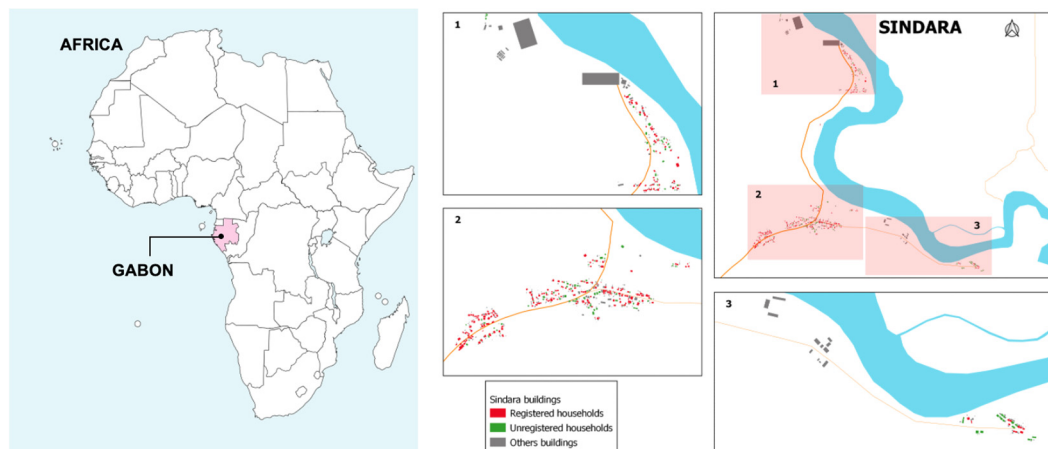 AFRICA
GABON
1
2
Sindara buildings
Registered households
Unregistered households
Others buildings
SINDARA
1
2
3
3